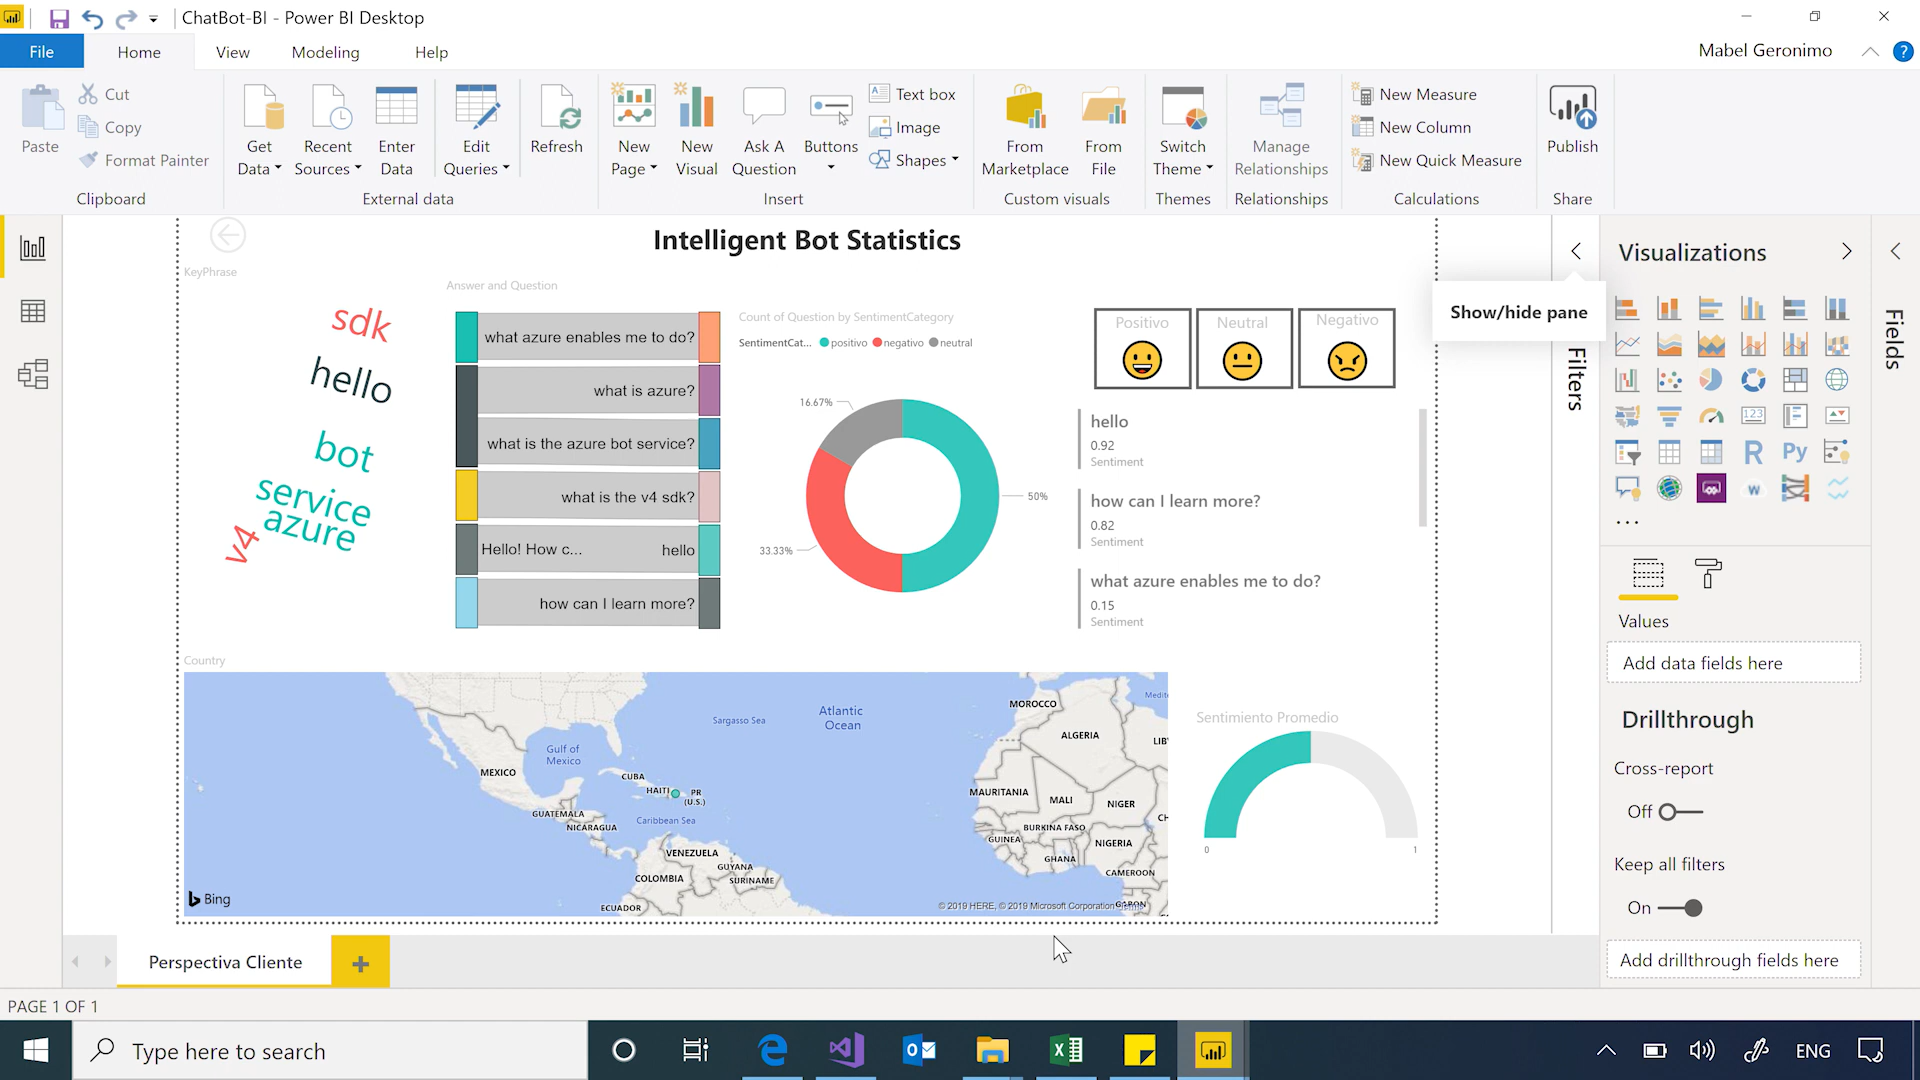 ChatBot-BI - Power BI Desktop
File
Home
View
Modeling
Help
Mabel Geronimo
Paste
Cut
Copy
Format Painter
Clipboard
Get Data
Recent Sources
Enter Data
External data
Edit Queries
Refresh
New Page
New Visual
Ask A Question
Buttons
Text box
Image
Shapes
Insert
From Marketplace
From File
Custom visuals
Switch Theme
Themes
Manage Relationships
Relationships
New Measure
New Column
New Quick Measure
Calculations
Publish
Share
Intelligent Bot Statistics
KeyPhrase
sdk
hello
bot
service
azure
v4
Answer and Question
what azure enables me to do?
what is azure?
what is the azure bot service?
what is the v4 sdk?
Hello! How c... hello
how can I learn more?
Count of Question by SentimentCategory
SentimentCat... positivo negativo neutral
16.67%
50%
33.33%
Positivo
Neutral
Negativo
hello
0.92
Sentiment
how can I learn more?
0.82
Sentiment
what azure enables me to do?
0.15
Sentiment
Country
MEXICO
Gulf of Mexico
Sargasso Sea
Atlantic Ocean
CUBA
HAITI
PR (U.S.)
GUATEMALA
NICARAGUA
Caribbean Sea
VENEZUELA
GUYANA
SURINAME
COLOMBIA
ECUADOR
MOROCCO
ALGERIA
LIB
Medite
MAURITANIA
MALI
NIGER
CH
BURKINA FASO
GUINEA
GHANA
NIGERIA
CAMEROON
GABON
Bing
© 2019 HERE, © 2019 Microsoft Corporation Terms
Sentimiento Promedio
0
1
Show/hide pane
Filters
Visualizations
123
R
Py
W
Values
Add data fields here
Drillthrough
Cross-report
Off
Keep all filters
On
Add drillthrough fields here
Fields
Perspectiva Cliente
PAGE 1 OF 1
Type here to search
ENG